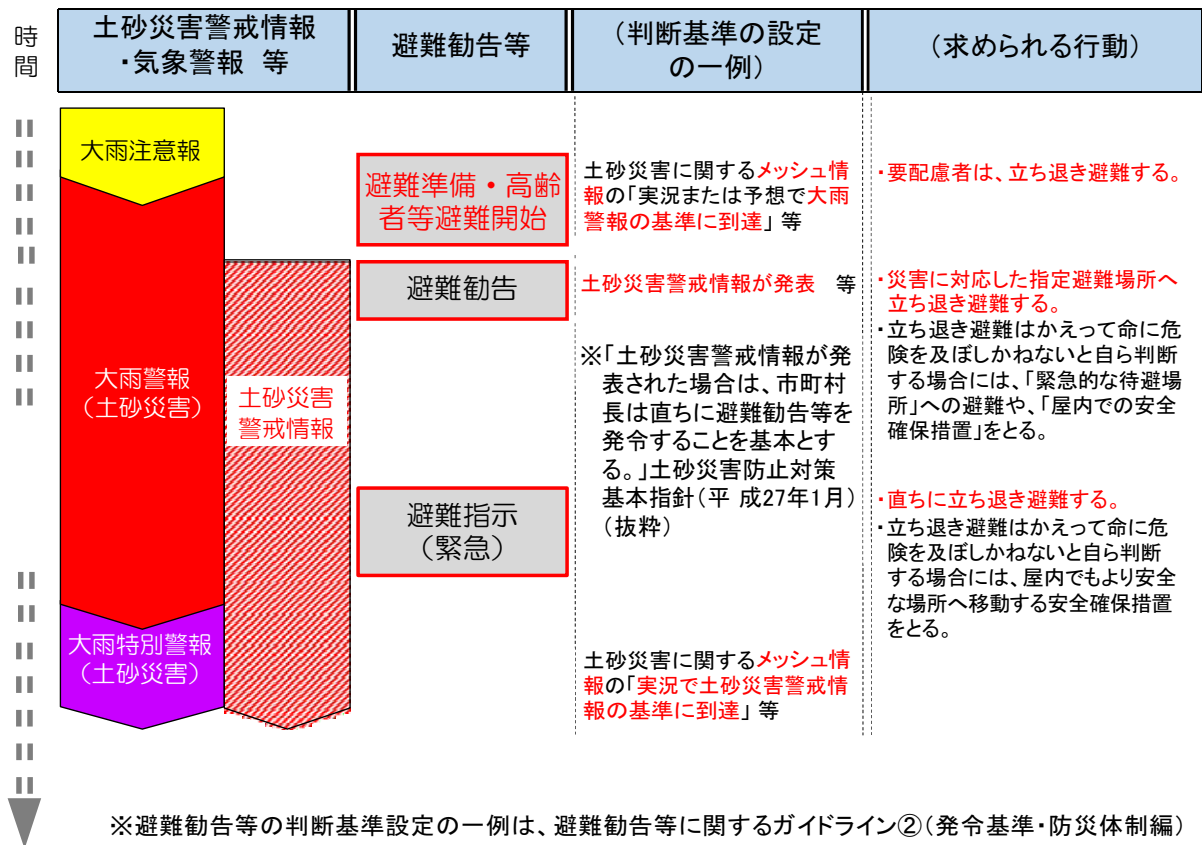 時
間
土砂災害警戒情報
・気象警報 等
避難勧告等
(判断基準の設定
の一例)
(求められる行動)
大雨注意報
大雨警報
(土砂災害)
大雨特別警報
(土砂災害)
土砂災害
警戒情報
避難準備・高齢
者等避難開始
避難勧告
避難指示
(緊急)
土砂災害に関するメッシュ情
報の「実況または予想で大雨
警報の基準に到達」 等
土砂災害警戒情報が発表 等
※「土砂災害警戒情報が発
表された場合は、市町村
長は直ちに避難勧告等を
発令することを基本とす
る。」土砂災害防止対策
基本指針(平 成27年1月)
(抜粋)
土砂災害に関するメッシュ情
報の「実況で土砂災害警戒情
報の基準に到達」 等
・要配慮者は、立ち退き避難する。
・災害に対応した指定避難場所へ
立ち退き避難する。
・立ち退き避難はかえって命に危
険を及ぼしかねないと自ら判断
する場合には、「緊急的な待避場
所」への避難や、「屋内での安全
確保措置」をとる。
・直ちに立ち退き避難する。
・立ち退き避難はかえって命に危
険を及ぼしかねないと自ら判断
する場合には、屋内でもより安全
な場所へ移動する安全確保措置
をとる。
※避難勧告等の判断基準設定の一例は、避難勧告等に関するガイドライン②(発令基準・防災体制編)